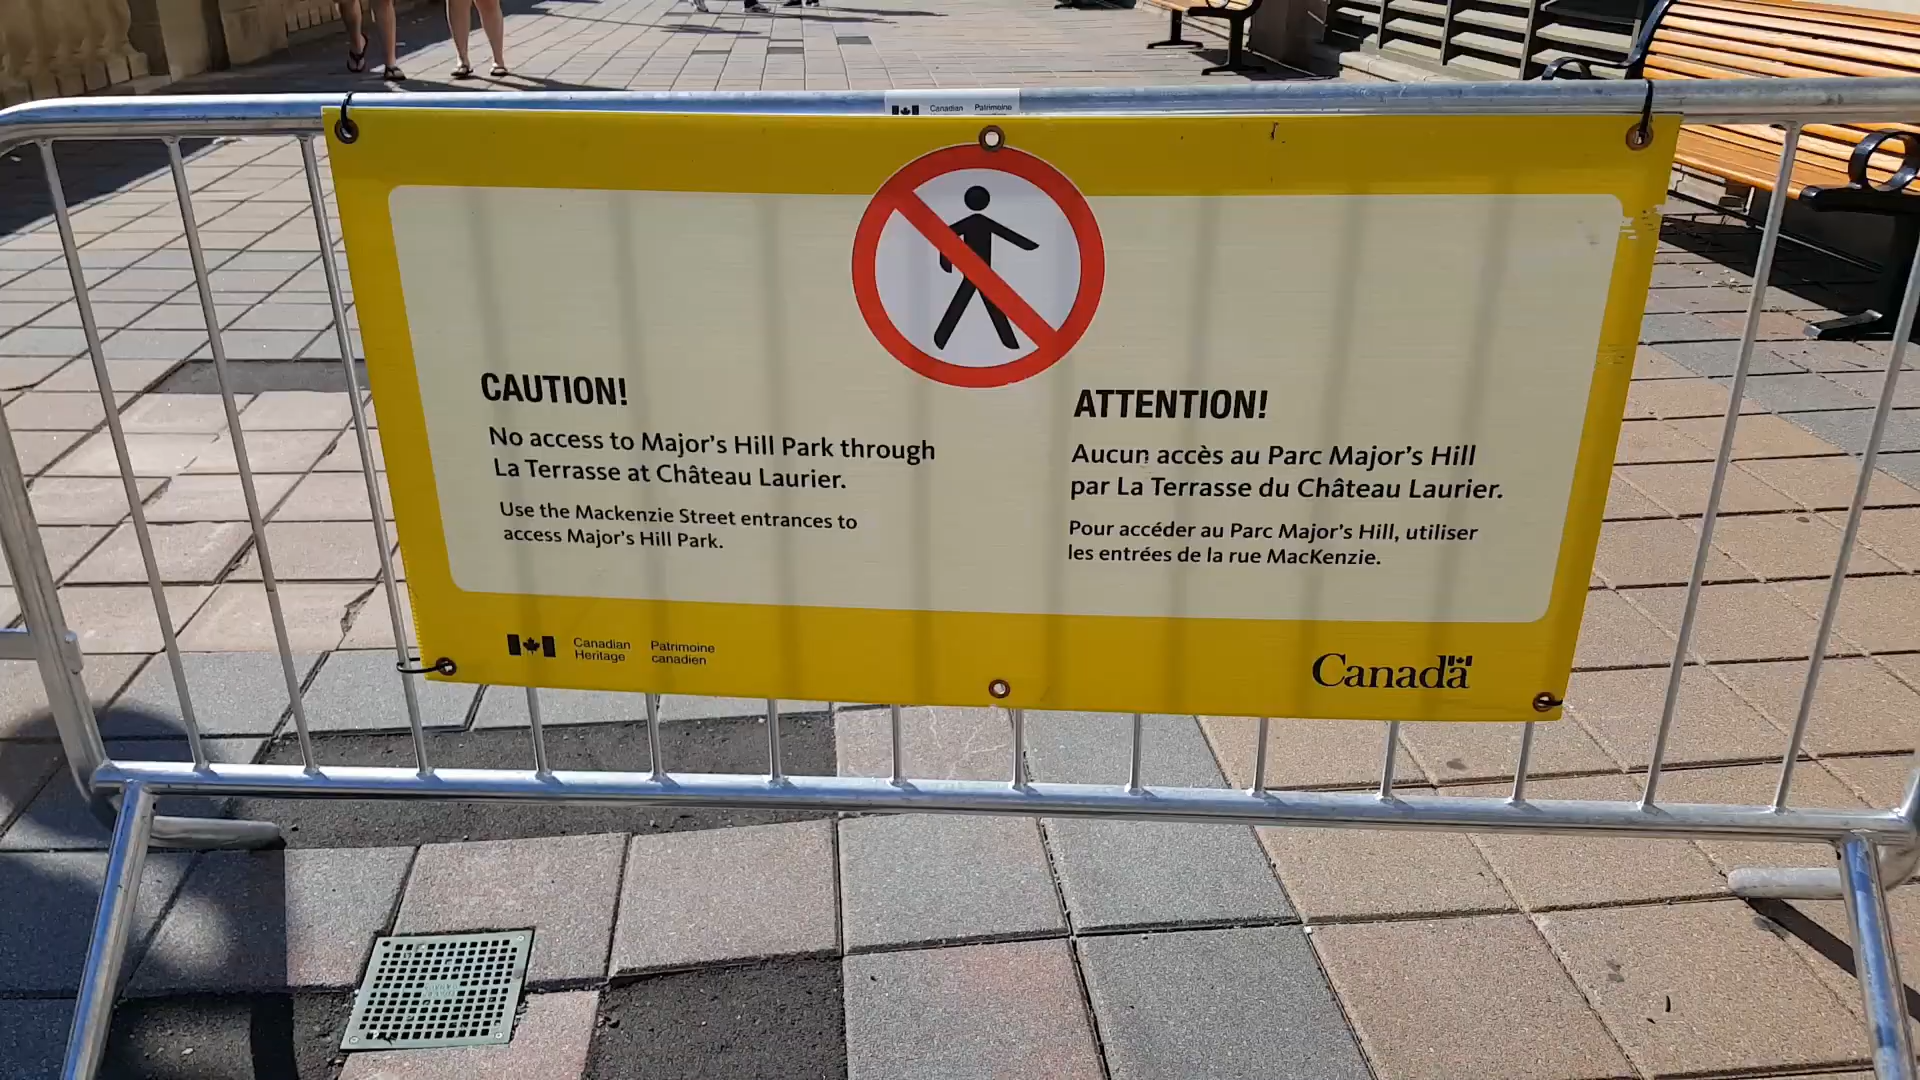 Canadian Patrimoine
CAUTION!
No access to Major's Hill Park through
La Terrasse at Château Laurier.
Use the Mackenzie Street entrances to
access Major's Hill Park.
ATTENTION!
Aucun accès au Parc Major's Hill
par La Terrasse du Château Laurier.
Pour accéder au Parc Major's Hill, utiliser
les entrées de la rue MacKenzie.
Canadian Heritage
Patrimoine canadien
Canada